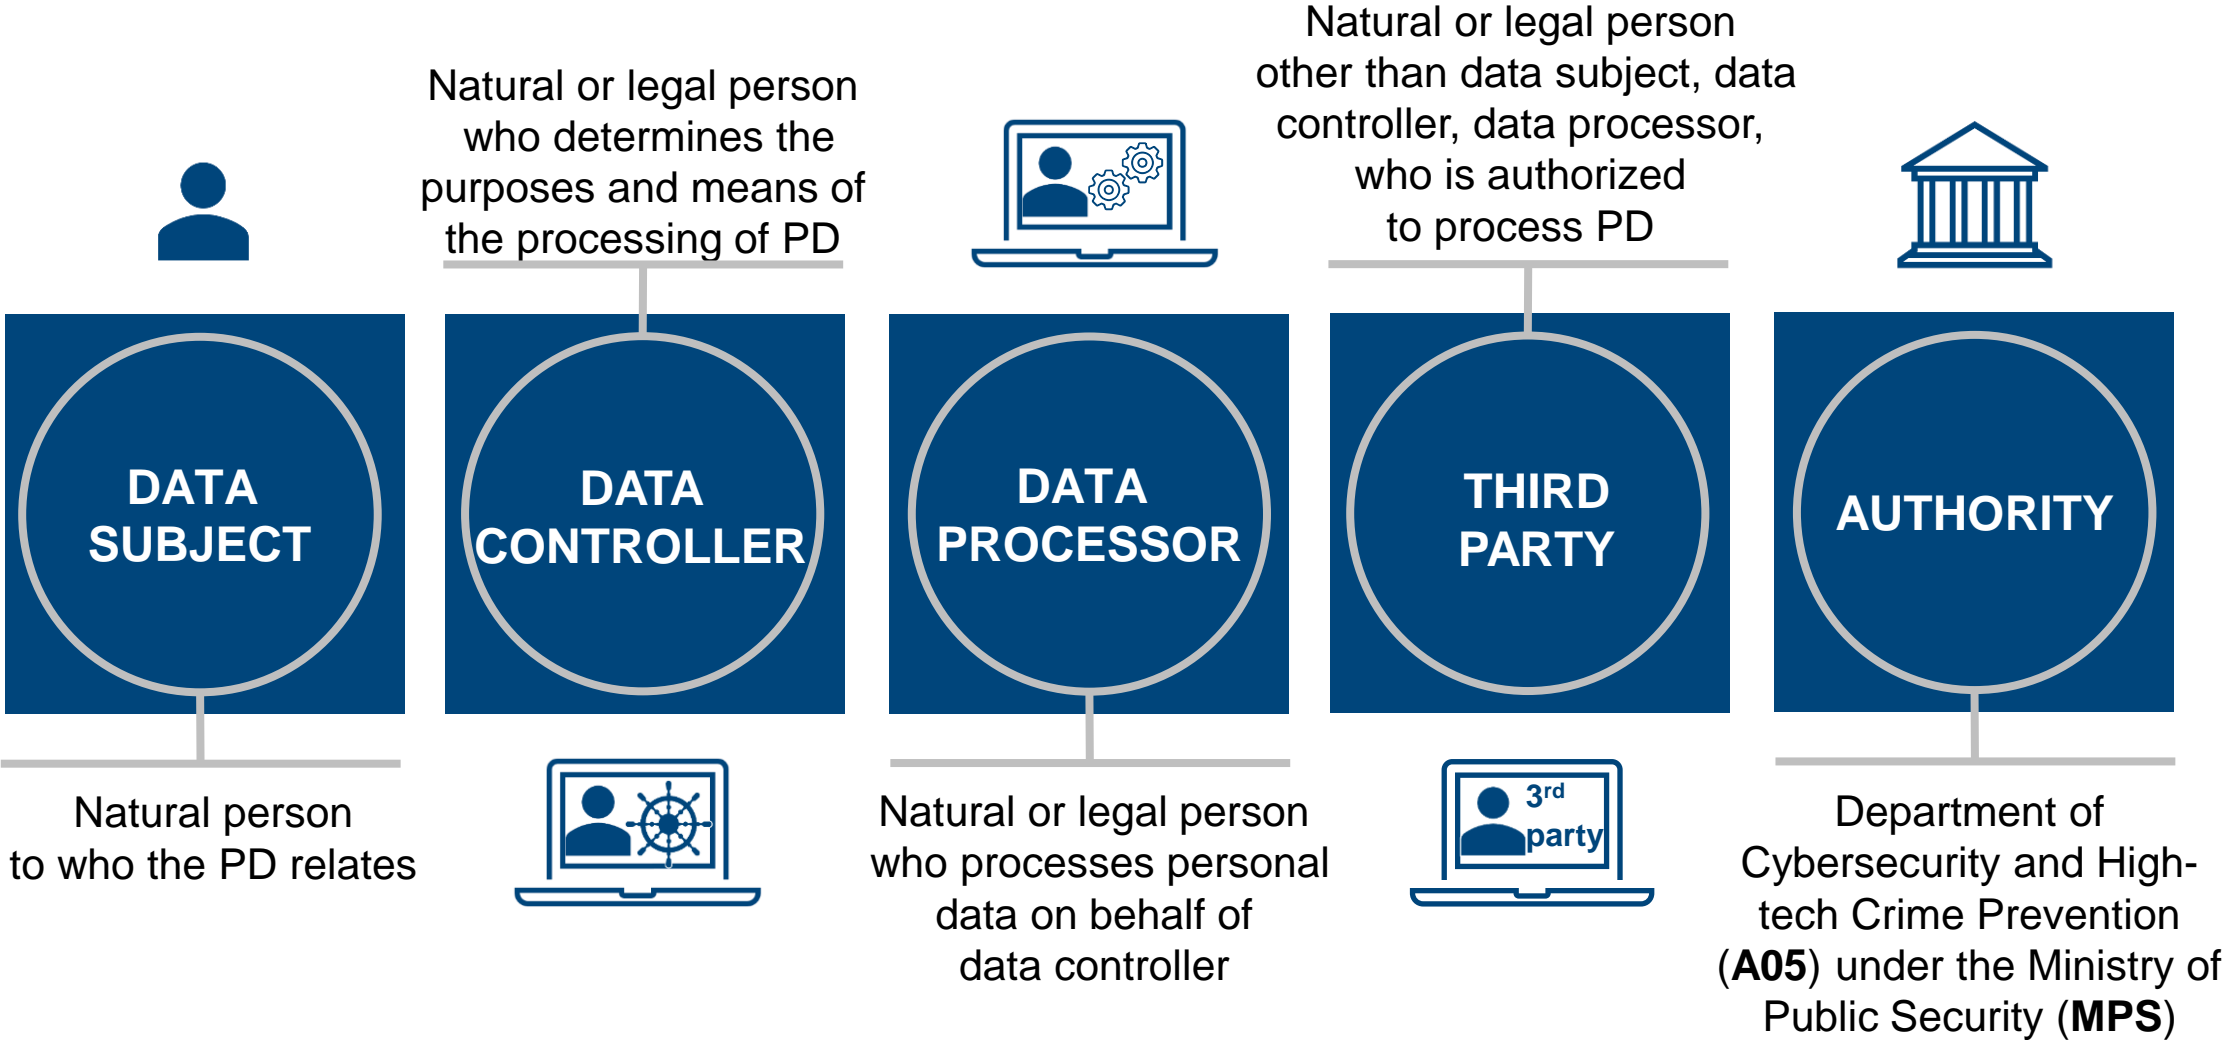 Natural or legal person
who determines the
purposes and means of
the processing of PD
Natural or legal person
other than data subject, data
controller, data processor,
who is authorized
to process PD
DATA
SUBJECT
DATA
CONTROLLER
DATA
PROCESSOR
THIRD
PARTY
AUTHORITY
Natural person
to who the PD relates
Natural or legal person
who processes personal
data on behalf of
data controller
3rd
party
Department of
Cybersecurity and High-
tech Crime Prevention
(A05) under the Ministry of
Public Security (MPS)